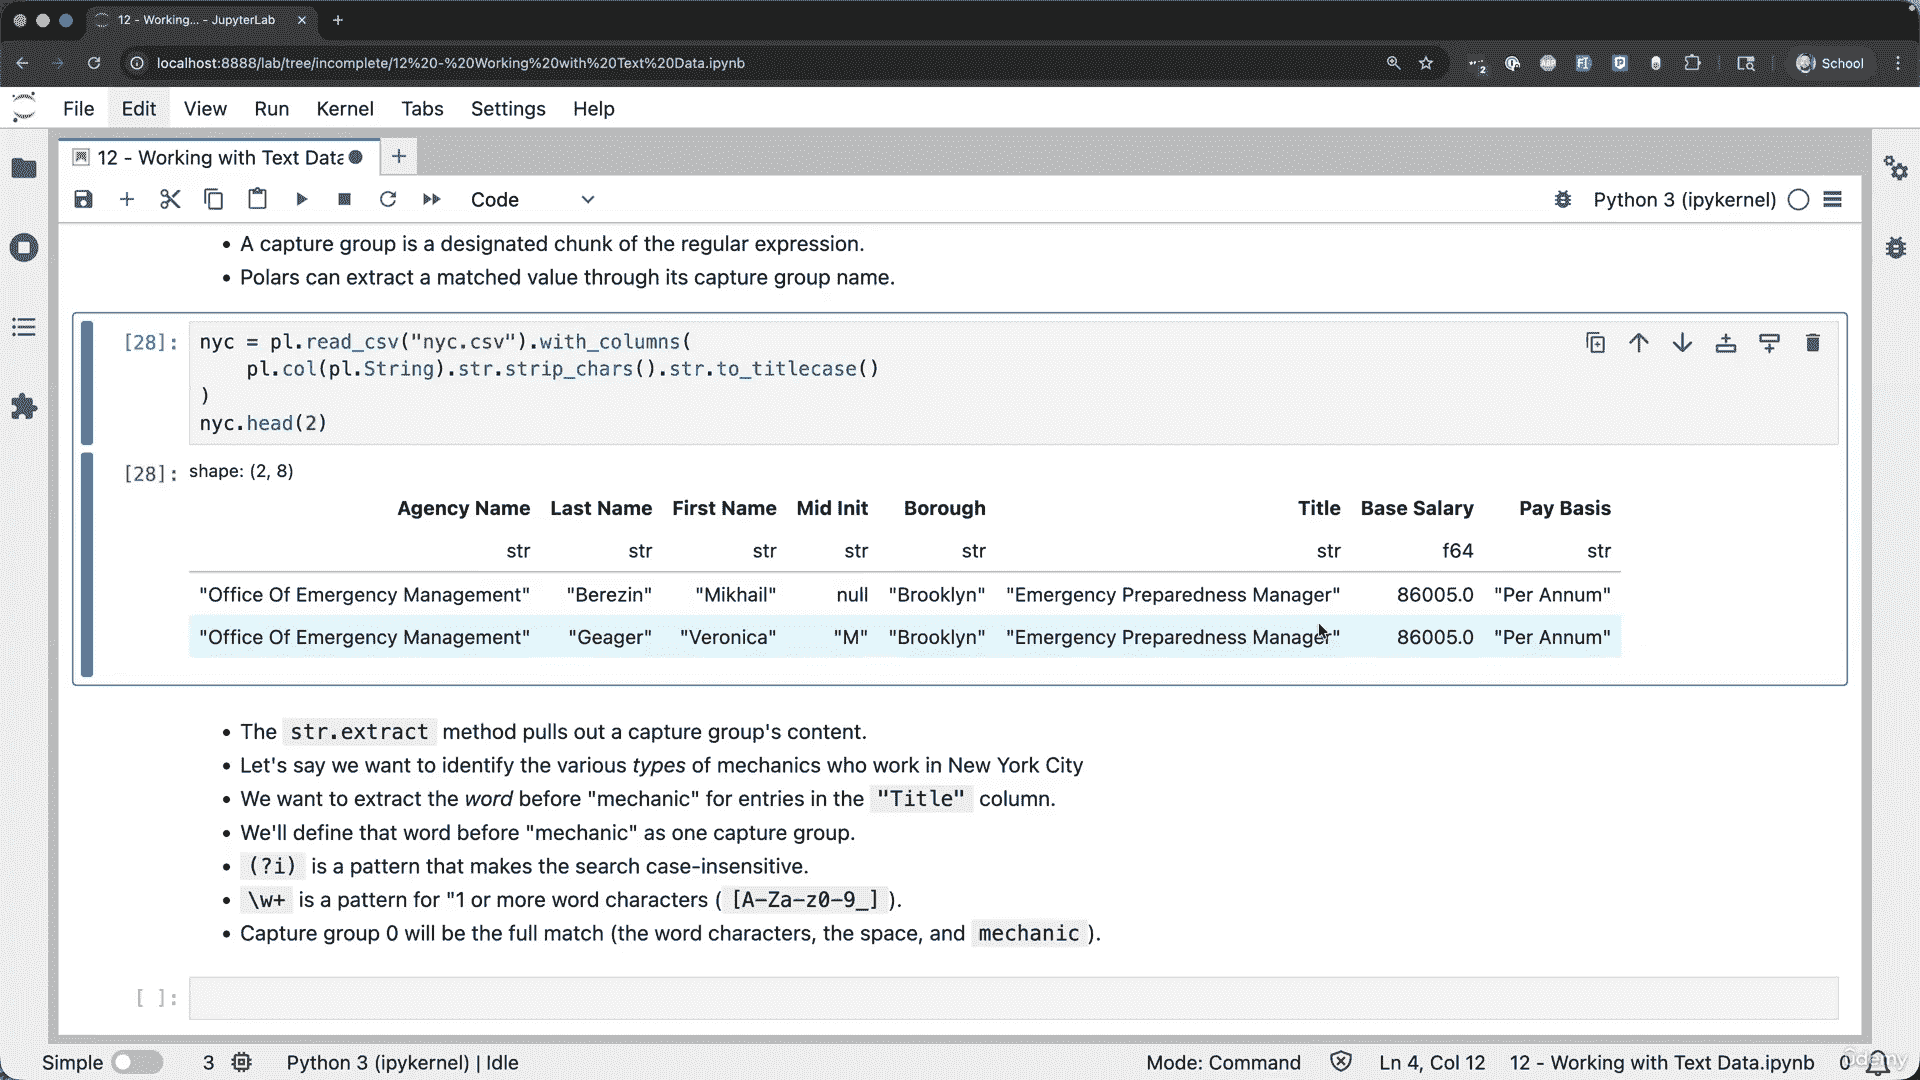 12 - Working... - JupyterLab
localhost:8888/lab/tree/incomplete/12%20-%20Working%20with%20Text%20Data.ipynb
2
ABP
School
File Edit View Run Kernel Tabs Settings Help
12 - Working with Text Data
Code
Python 3 (ipykernel)
• A capture group is a designated chunk of the regular expression.
• Polars can extract a matched value through its capture group name.
[28]: nyc = pl.read_csv("nyc.csv").with_columns(
    pl.col(pl.String).str.strip_chars().str.to_titlecase()
)
nyc.head(2)
[28]: shape: (2, 8)
Agency Name Last Name First Name Mid Init Borough Title Base Salary Pay Basis
str str str str str str f64 str
"Office Of Emergency Management" "Berezin" "Mikhail" null "Brooklyn" "Emergency Preparedness Manager" 86005.0 "Per Annum"
"Office Of Emergency Management" "Geager" "Veronica" "M" "Brooklyn" "Emergency Preparedness Manager" 86005.0 "Per Annum"
• The str.extract method pulls out a capture group's content.
• Let's say we want to identify the various types of mechanics who work in New York City
• We want to extract the word before "mechanic" for entries in the "Title" column.
• We'll define that word before "mechanic" as one capture group.
• (?i) is a pattern that makes the search case-insensitive.
• \w+ is a pattern for "1 or more word characters ( [A-Za-z0-9_] ).
• Capture group 0 will be the full match (the word characters, the space, and mechanic ).
[ ]:
Simple 3 Python 3 (ipykernel) | Idle Mode: Command Ln 4, Col 12 12 - Working with Text Data.ipynb 0
Udemy